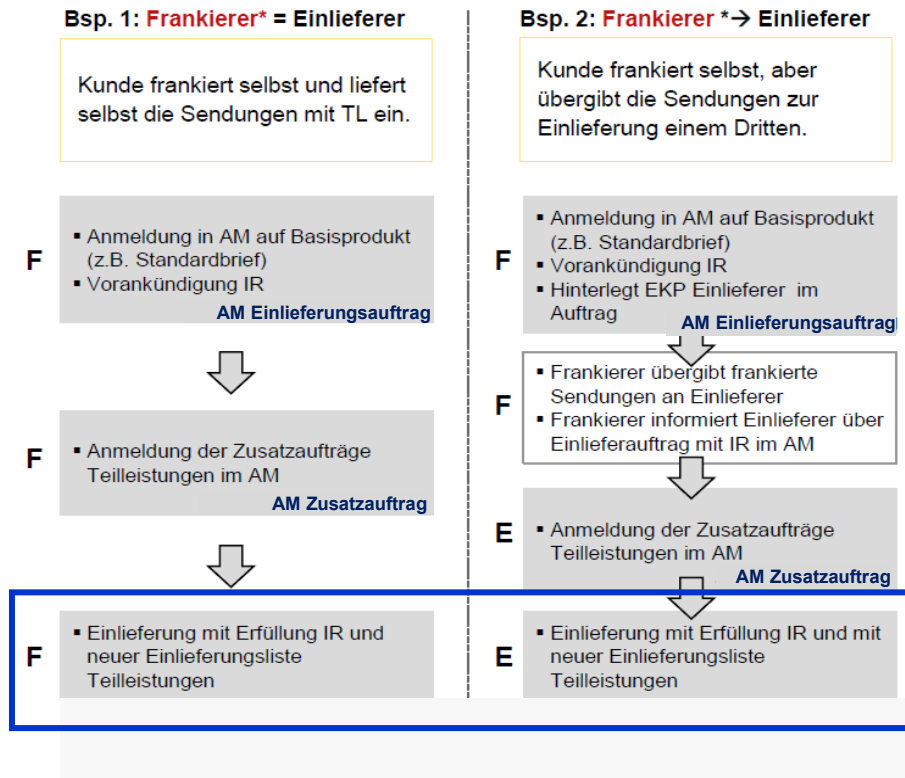 Bsp. 1: Frankierer* = Einlieferer
Kunde frankiert selbst und liefert
selbst die Sendungen mit TL ein.
F
▪ Anmeldung in AM auf Basisprodukt
(z.B. Standardbrief)
▪ Vorankündigung IR
AM Einlieferungsauftrag
F
▪ Anmeldung der Zusatzaufträge
Teilleistungen im AM
AM Zusatzauftrag
F
▪ Einlieferung mit Erfüllung IR und
neuer Einlieferungsliste
Teilleistungen
Bsp. 2: Frankierer *→ Einlieferer
Kunde frankiert selbst, aber
übergibt die Sendungen zur
Einlieferung einem Dritten.
F
▪ Anmeldung in AM auf Basisprodukt
(z.B. Standardbrief)
▪ Vorankündigung IR
▪ Hinterlegt EKP Einlieferer im
Auftrag
AM Einlieferungsauftrag
F
▪ Frankierer übergibt frankierte
Sendungen an Einlieferer
▪ Frankierer informiert Einlieferer über
Einlieferauftrag mit IR im AM
E
▪ Anmeldung der Zusatzaufträge
Teilleistungen im AM
AM Zusatzauftrag
E
▪ Einlieferung mit Erfüllung IR und mit
neuer Einlieferungsliste
Teilleistungen